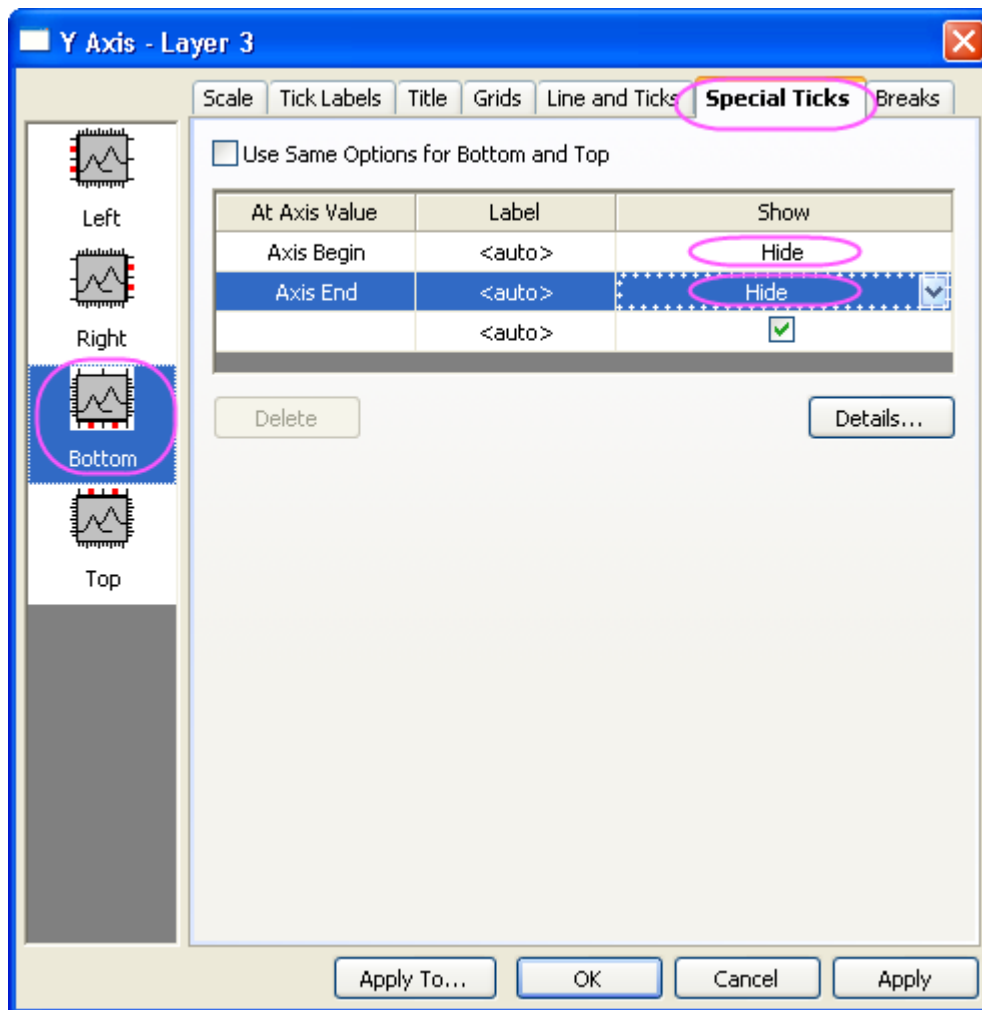 Y Axis - Layer 3
Scale Tick Labels Title Grids Line and Ticks Special Ticks Breaks
Left
Right
Bottom
Top
Use Same Options for Bottom and Top
At Axis Value Label Show
Axis Begin <auto> Hide
Axis End <auto> Hide
<auto>
Delete Details...
Apply To... OK Cancel Apply